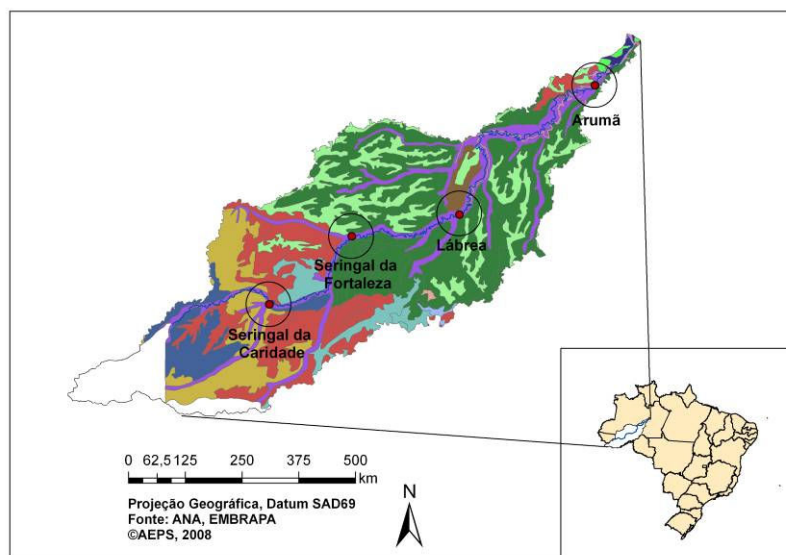 Arumã
Lábrea
Seringal da
Fortaleza
Seringal da
Caridade
0 62,5 125 250 375 500
km
N
Projeção Geográfica, Datum SAD69
Fonte: ANA, EMBRAPA
©AEPS, 2008